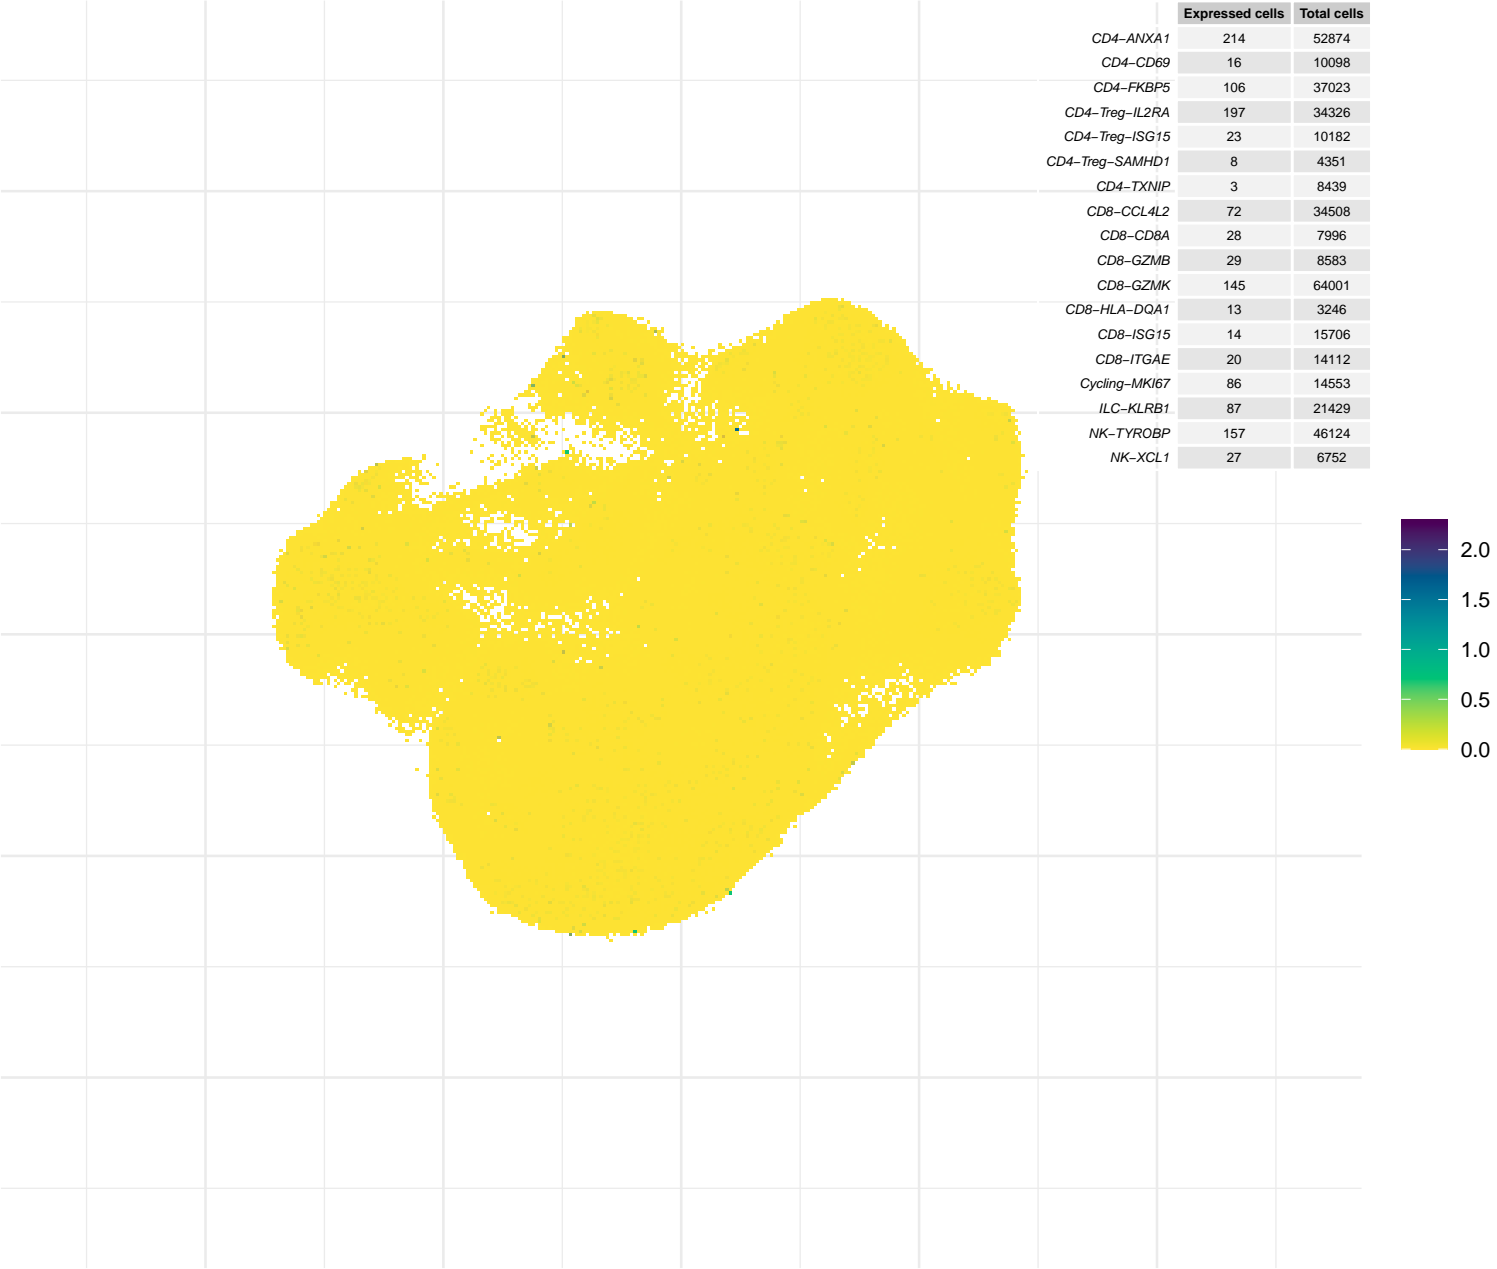 Expressed cells Total cells
CD4−ANXA1 214 52874
CD4−CD69 16 10098
CD4−FKBP5 106 37023
CD4−Treg−IL2RA 197 34326
CD4−Treg−ISG15 23 10182
CD4−Treg−SAMHD1 8 4351
CD4−TXNIP 3 8439
CD8−CCL4L2 72 34508
CD8−CD8A 28 7996
CD8−GZMB 29 8583
CD8−GZMK 145 64001
CD8−HLA−DQA1 13 3246
CD8−ISG15 14 15706
CD8−ITGAE 20 14112
Cycling−MKI67 86 14553
ILC−KLRB1 87 21429
NK−TYROBP 157 46124
NK−XCL1 27 6752
2.0
1.5
1.0
0.5
0.0